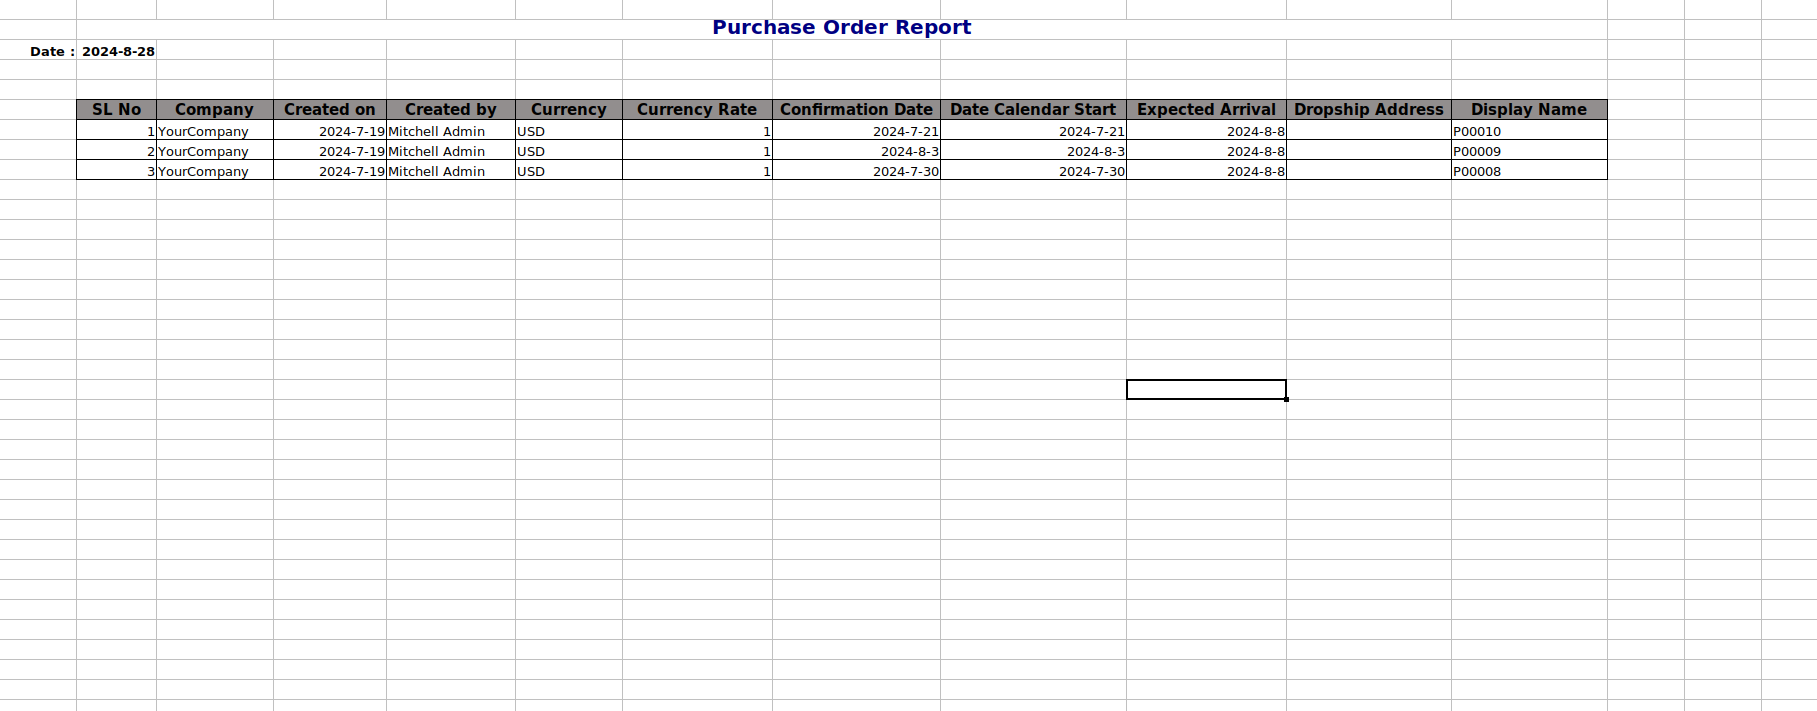 Purchase Order Report
Date : 2024-8-28
SL No Company Created on Created by Currency Currency Rate Confirmation Date Date Calendar Start Expected Arrival Dropship Address Display Name
1 YourCompany 2024-7-19 Mitchell Admin USD 1 2024-7-21 2024-7-21 2024-8-8 P00010
2 YourCompany 2024-7-19 Mitchell Admin USD 1 2024-8-3 2024-8-3 2024-8-8 P00009
3 YourCompany 2024-7-19 Mitchell Admin USD 1 2024-7-30 2024-7-30 2024-8-8 P00008